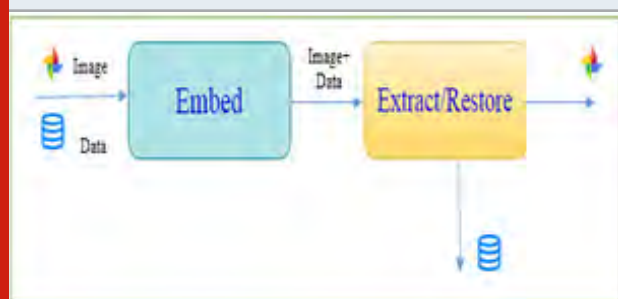 Image
Data
Embed
Image+
Data
Extract/Restore